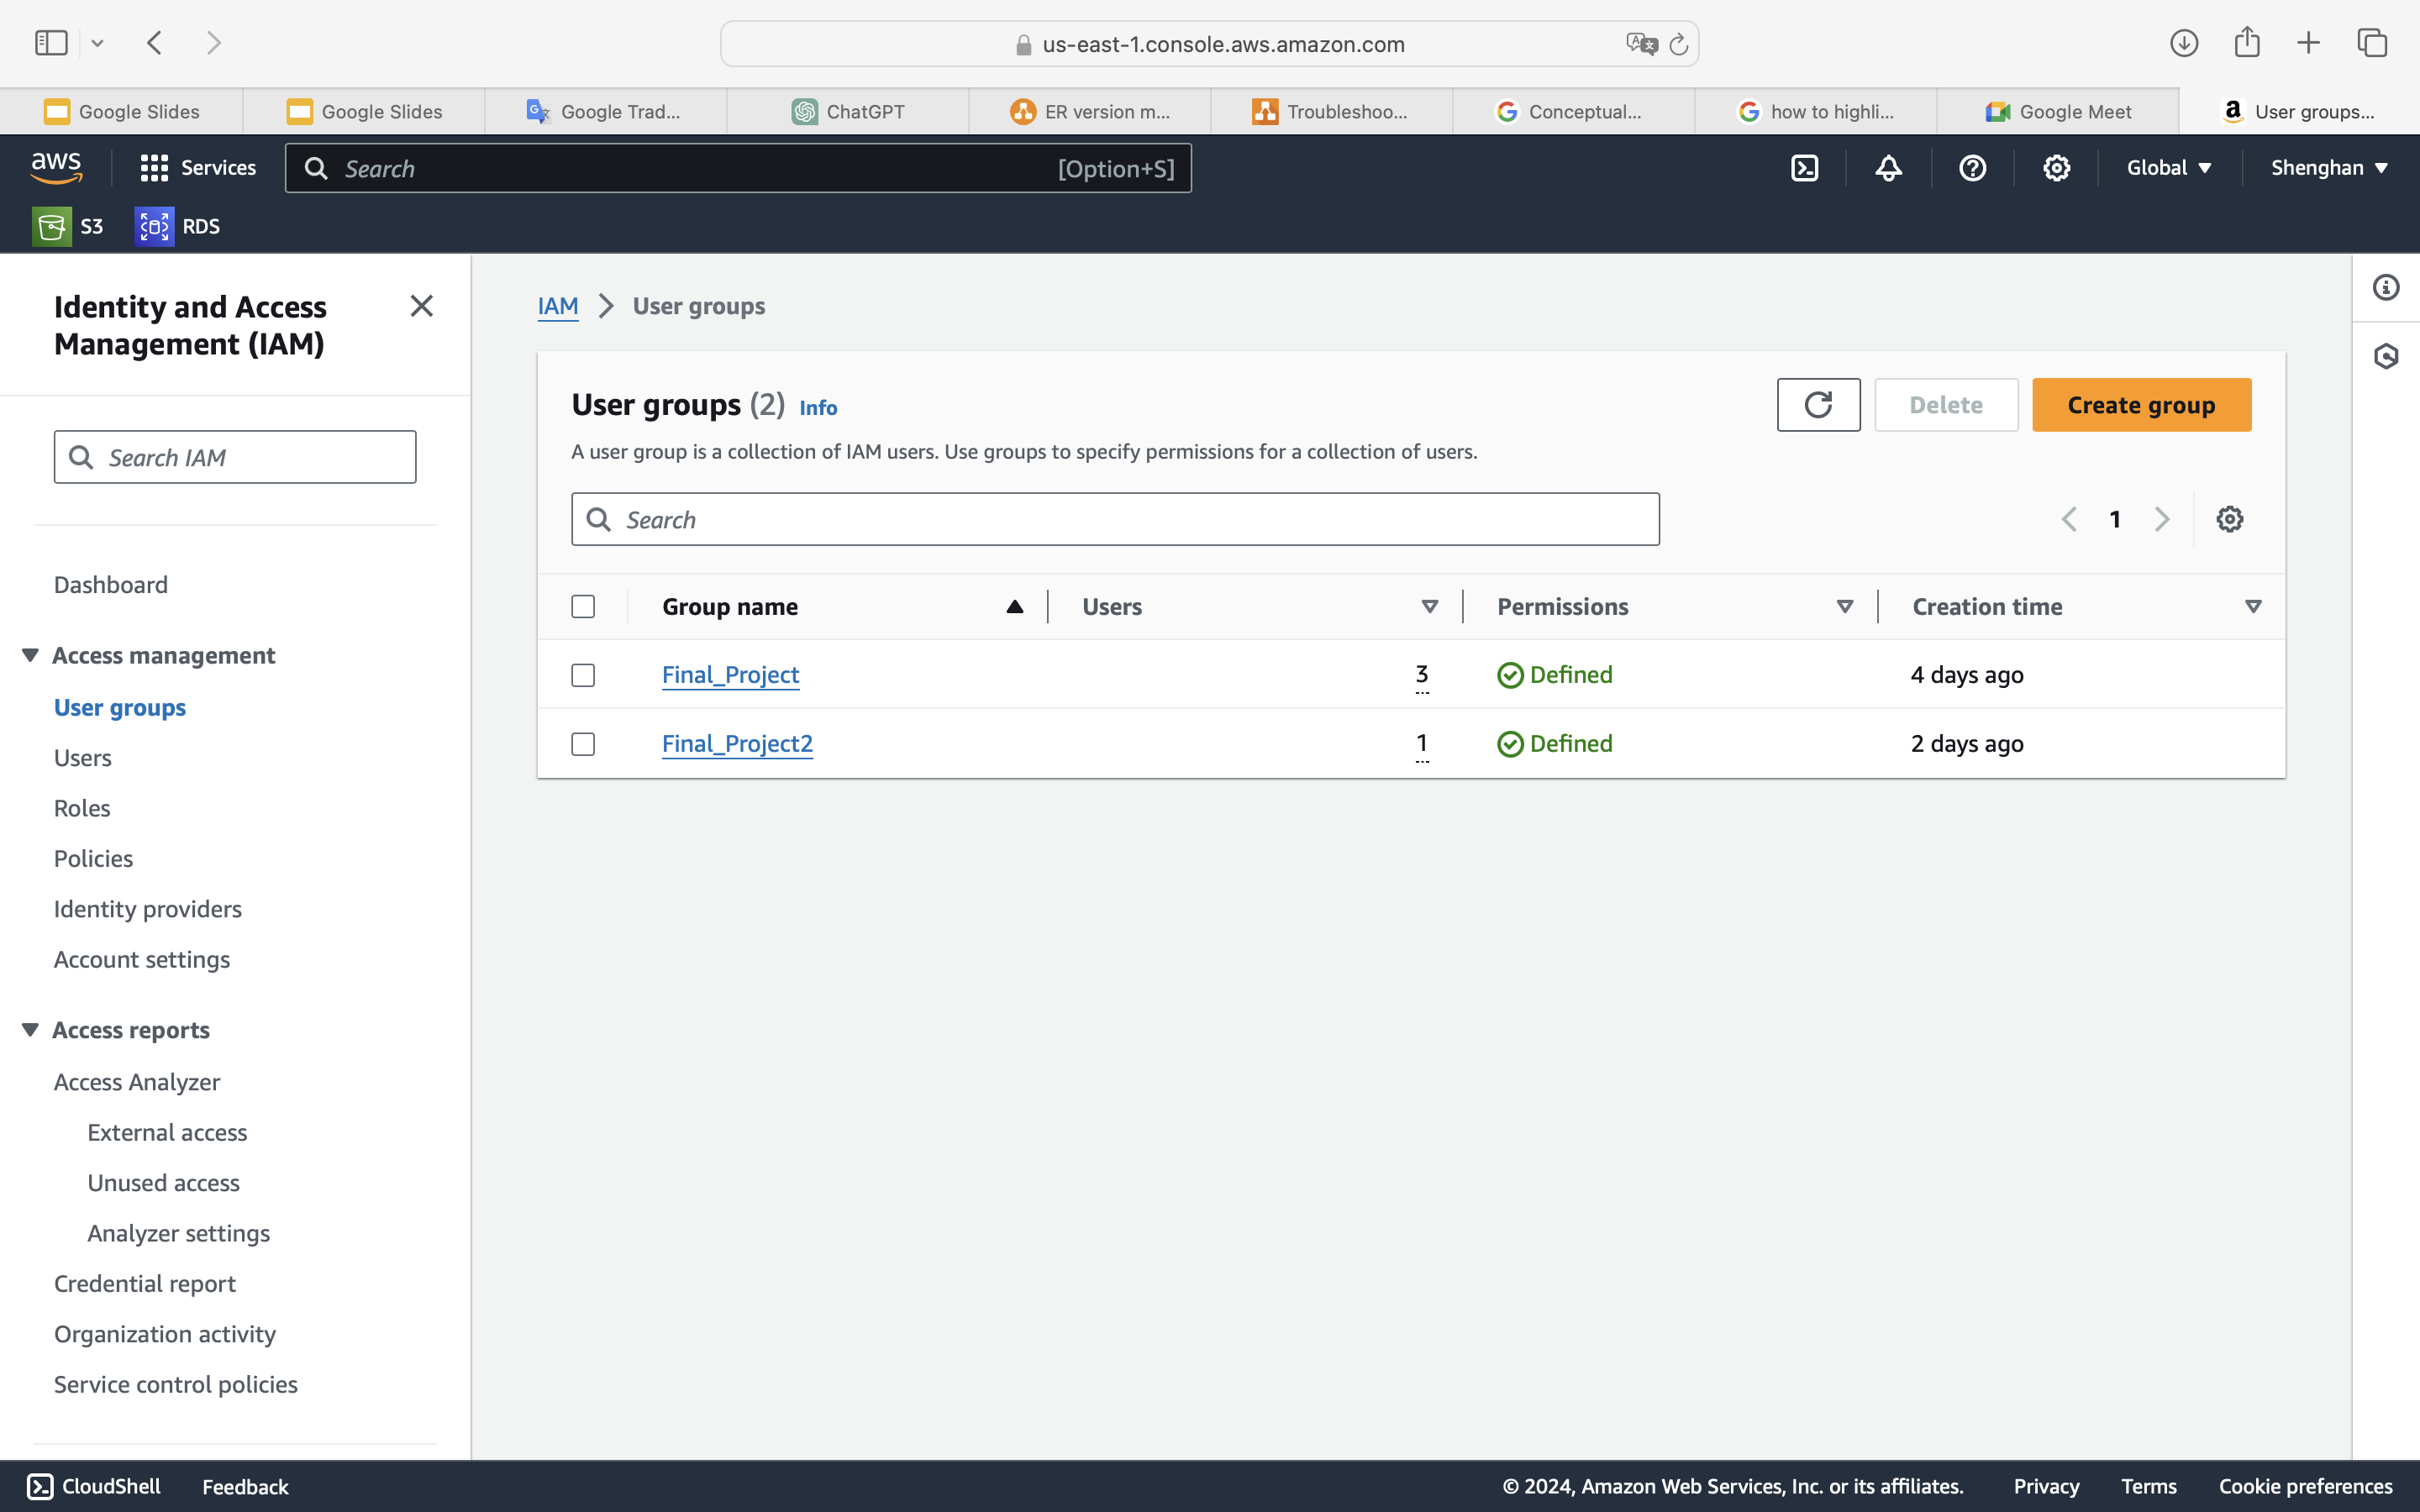 us-east-1.console.aws.amazon.com
Google Slides
Google Slides
Google Trad...
ChatGPT
ER version m...
Troubleshoo...
Conceptual...
how to highli...
Google Meet
User groups...
aws
Services
Search
[Option+S]
Global
Shenghan
S3
RDS
Identity and Access
Management (IAM)
Search IAM
Dashboard
Access management
User groups
Users
Roles
Policies
Identity providers
Account settings
Access reports
Access Analyzer
External access
Unused access
Analyzer settings
Credential report
Organization activity
Service control policies
IAM > User groups
User groups (2) Info
Delete
Create group
A user group is a collection of IAM users. Use groups to specify permissions for a collection of users.
Search
1
Group name Users Permissions Creation time
Final_Project 3 Defined 4 days ago
Final_Project2 1 Defined 2 days ago
CloudShell
Feedback
© 2024, Amazon Web Services, Inc. or its affiliates.
Privacy
Terms
Cookie preferences